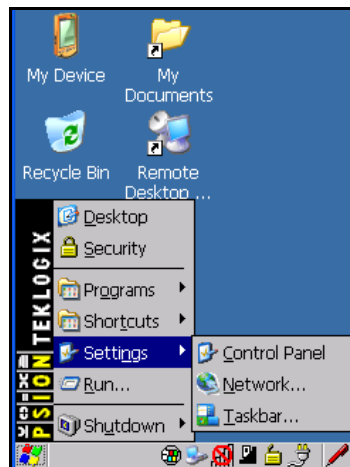 My Device
My
Documents
Recycle Bin
Remote
Desktop ...
Desktop
Security
Programs
Shortcuts
Settings
Run...
Shutdown
PSION TEKLOGIX
Control Panel
Network...
Taskbar...